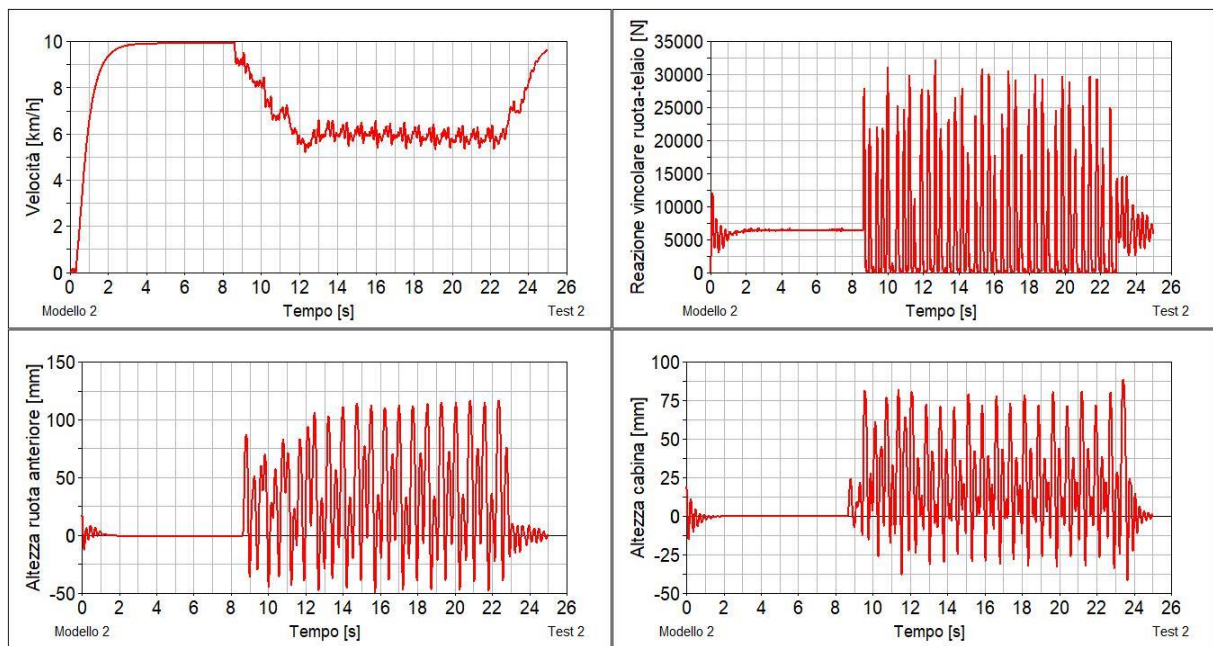 Velocità [km/h]
10
8
6
4
2
0
0 2 4 6 8 10 12 14 16 18 20 22 24 26
Modello 2 Tempo [s] Test 2
Reazione vincolare ruota-telaio [N]
35000
30000
25000
20000
15000
10000
5000
0
0 2 4 6 8 10 12 14 16 18 20 22 24 26
Modello 2 Tempo [s] Test 2
Altezza ruota anteriore [mm]
150
100
50
0
-50
0 2 4 6 8 10 12 14 16 18 20 22 24 26
Modello 2 Tempo [s] Test 2
Altezza cabina [mm]
100
75
50
25
0
-25
-50
0 2 4 6 8 10 12 14 16 18 20 22 24 26
Modello 2 Tempo [s] Test 2